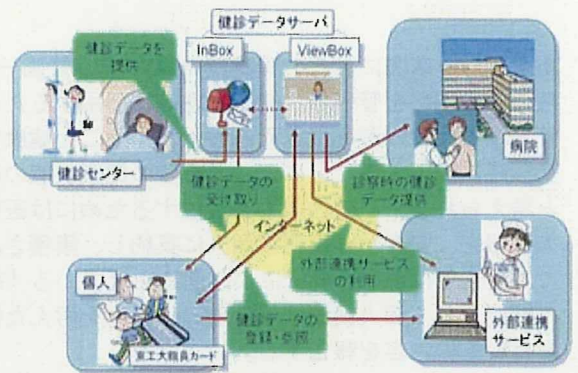 健診データサーバ
InBox
ViewBox
健診データを
提供
健診センター
病院
健診データの
受け取り
診察時の健診
データ提供
インターネット
外部連携サービス
の利用
個人
東工大職員カード
健診データの
登録・参照
外部連携
サービス